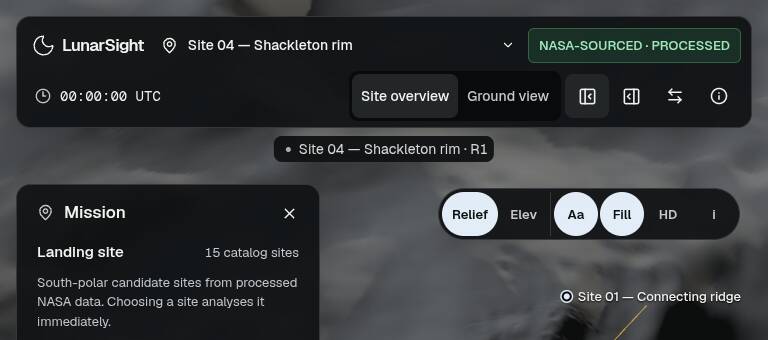 LunarSight
Site 04 — Shackleton rim
NASA-SOURCED · PROCESSED
00:00:00 UTC
Site overview
Ground view
Site 04 — Shackleton rim · R1
Mission
Landing site
15 catalog sites
South-polar candidate sites from processed
NASA data. Choosing a site analyses it
immediately.
Relief
Elev
Aa
Fill
HD
i
Site 01 — Connecting ridge